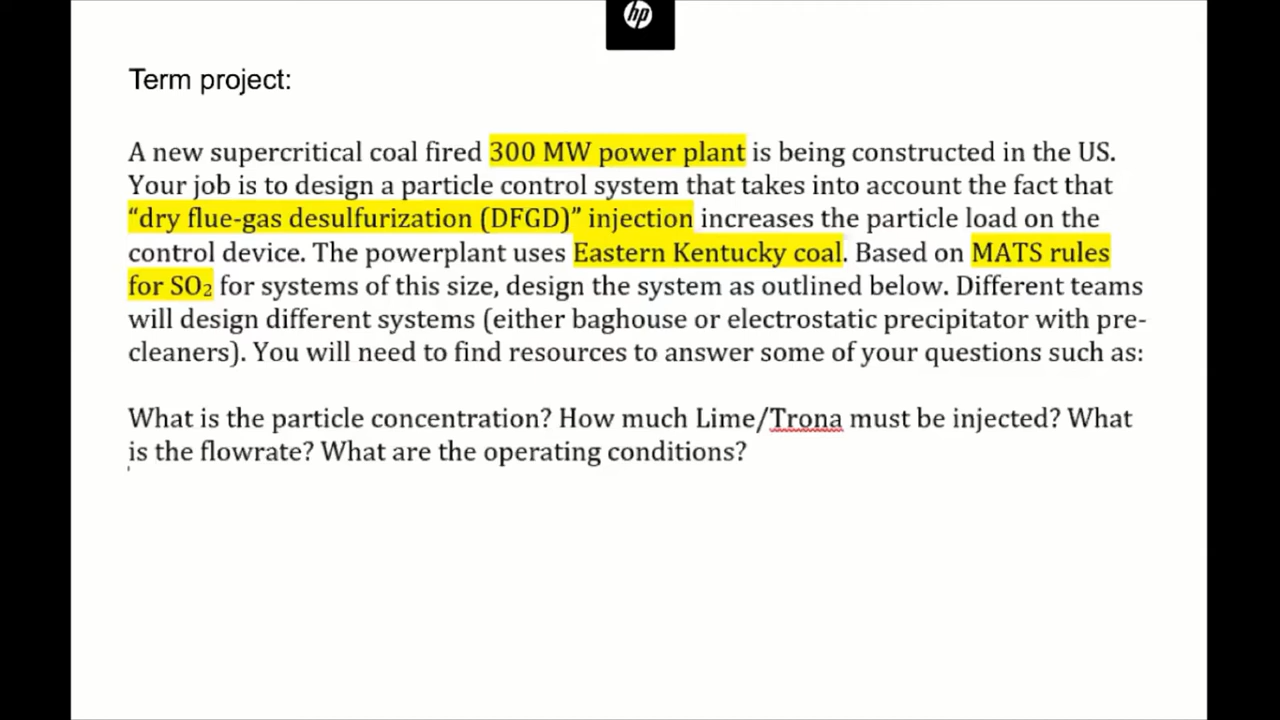 hp
Term project:
A new supercritical coal fired 300 MW power plant is being constructed in the US.
Your job is to design a particle control system that takes into account the fact that
“dry flue-gas desulfurization (DFGD)” injection increases the particle load on the
control device. The powerplant uses Eastern Kentucky coal. Based on MATS rules
for SO₂ for systems of this size, design the system as outlined below. Different teams
will design different systems (either baghouse or electrostatic precipitator with pre-
cleaners). You will need to find resources to answer some of your questions such as:
What is the particle concentration? How much Lime/Trona must be injected? What
is the flowrate? What are the operating conditions?